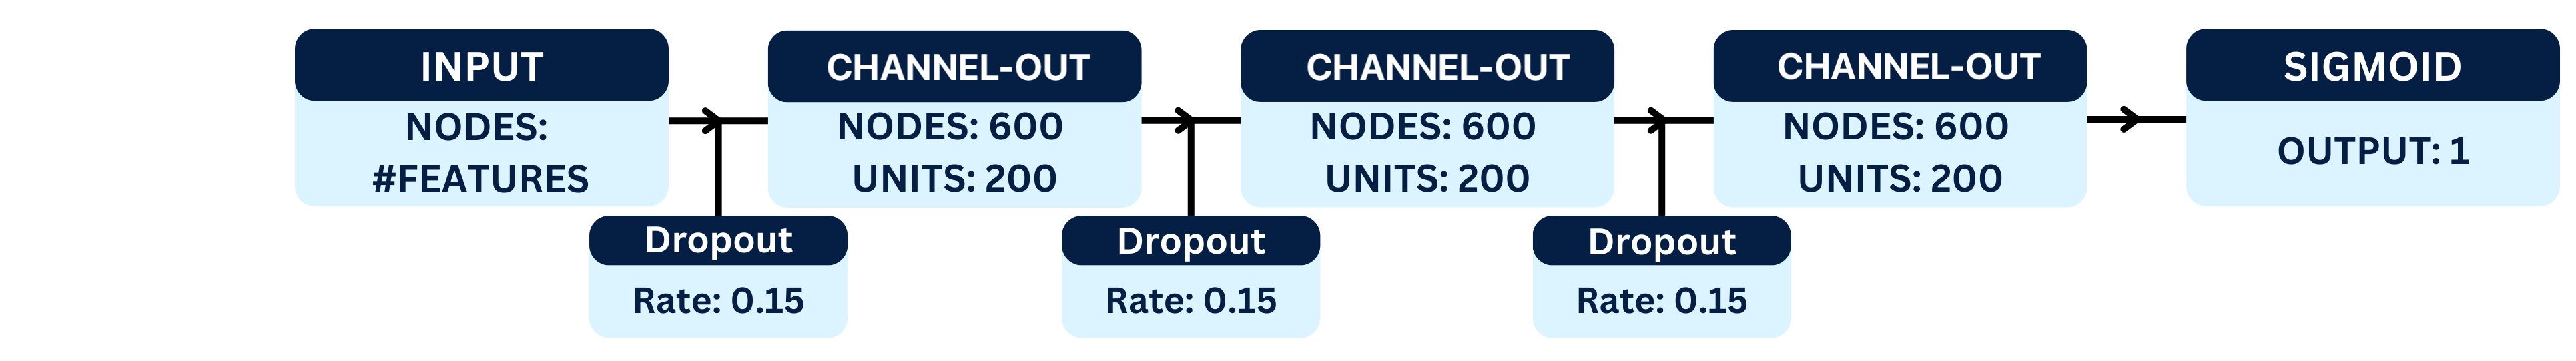 INPUT
NODES:
#FEATURES
Dropout
Rate: 0.15
CHANNEL-OUT
NODES: 600
UNITS: 200
Dropout
Rate: 0.15
CHANNEL-OUT
NODES: 600
UNITS: 200
Dropout
Rate: 0.15
CHANNEL-OUT
NODES: 600
UNITS: 200
SIGMOID
OUTPUT: 1